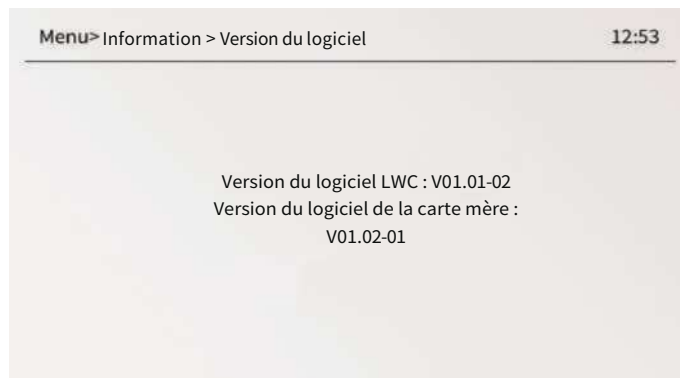 Menu> Information > Version du logiciel 12:53
Version du logiciel LWC : V01.01-02
Version du logiciel de la carte mère :
V01.02-01